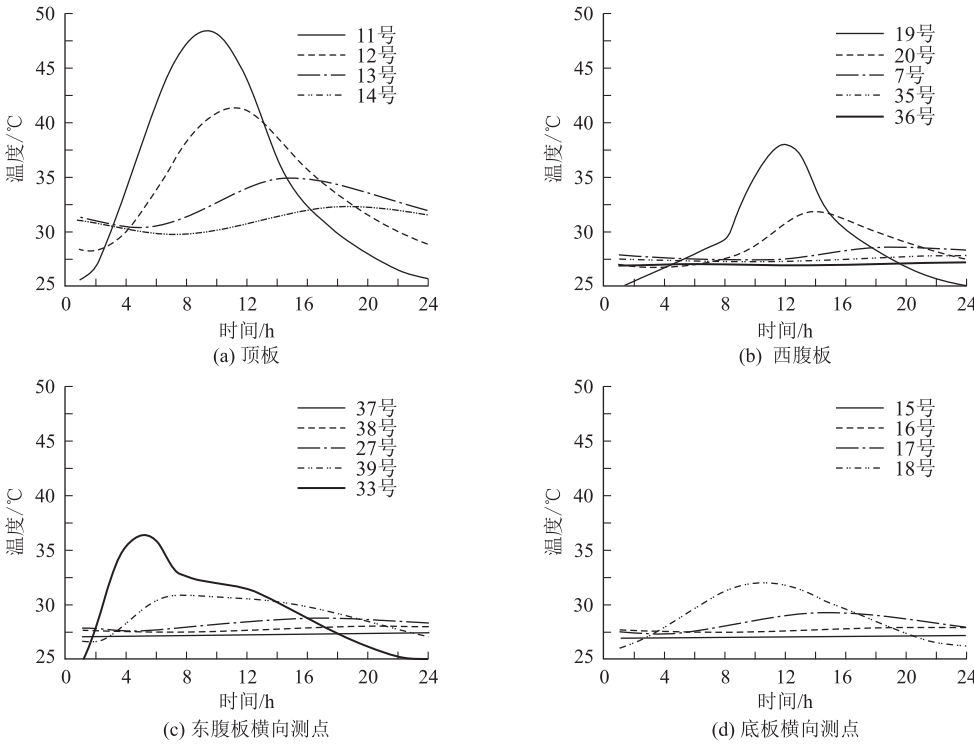 50
45
40
35
30
25
温度/℃
0 4 8 12 16 20 24
时间/h
11号
12号
13号
14号
(a) 顶板
50
45
40
35
30
25
温度/℃
0 4 8 12 16 20 24
时间/h
19号
20号
7号
35号
36号
(b) 西腹板
50
45
40
35
30
25
温度/℃
0 4 8 12 16 20 24
时间/h
37号
38号
27号
39号
33号
(c) 东腹板横向测点
50
45
40
35
30
25
温度/℃
0 4 8 12 16 20 24
时间/h
15号
16号
17号
18号
(d) 底板横向测点